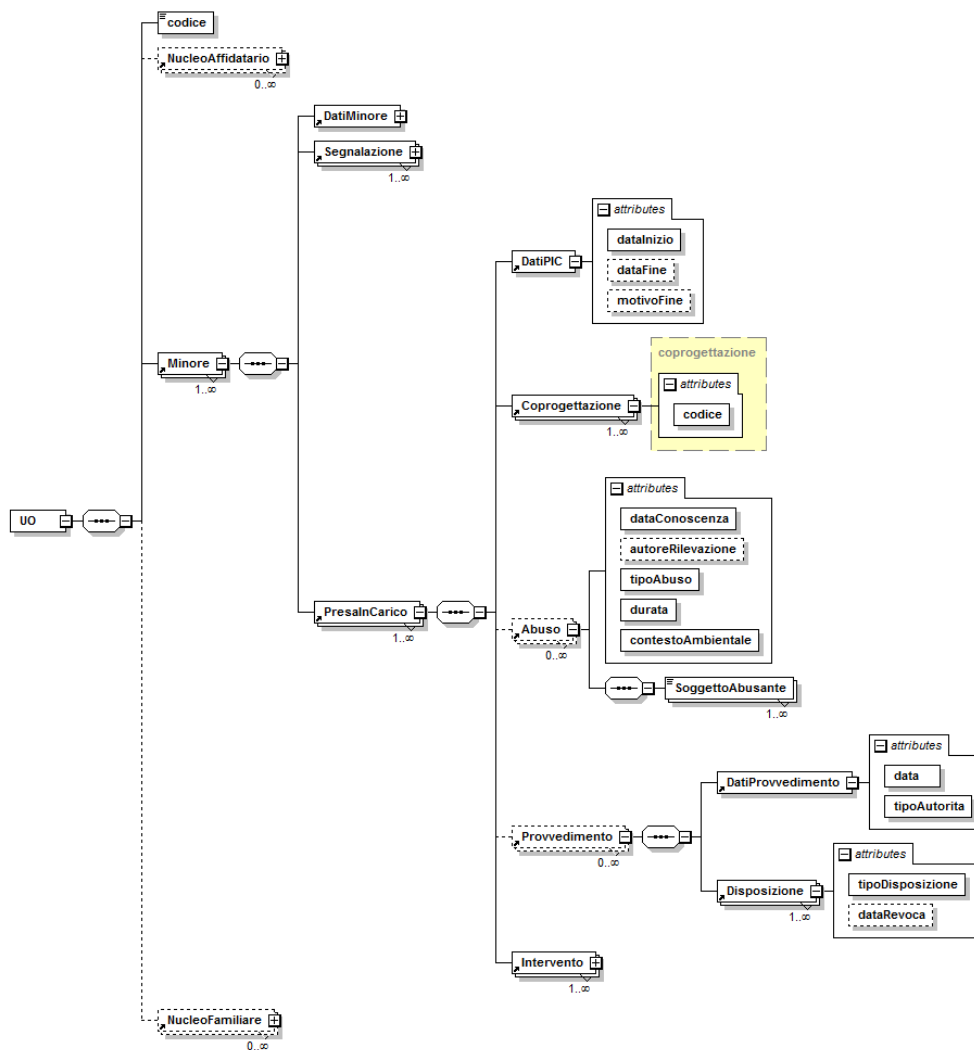 codice
NucleoAffidatario
0..∞
DatiMinore
Segnalazione
1..∞
attributes
dataInizio
DatiPIC
dataFine
motivoFine
Minore
1..∞
coprogettazione
attributes
Coprogettazione
codice
1..∞
attributes
dataConoscenza
UO
autoreRilevazione
tipoAbuso
PresaInCarico
1..∞
durata
Abuso
0..∞
contestoAmbientale
SoggettoAbusante
1..∞
attributes
DatiProvvedimento
data
tipoAutorita
Provvedimento
0..∞
attributes
Disposizione
1..∞
tipoDisposizione
dataRevoca
Intervento
1..∞
NucleoFamiliare
0..∞